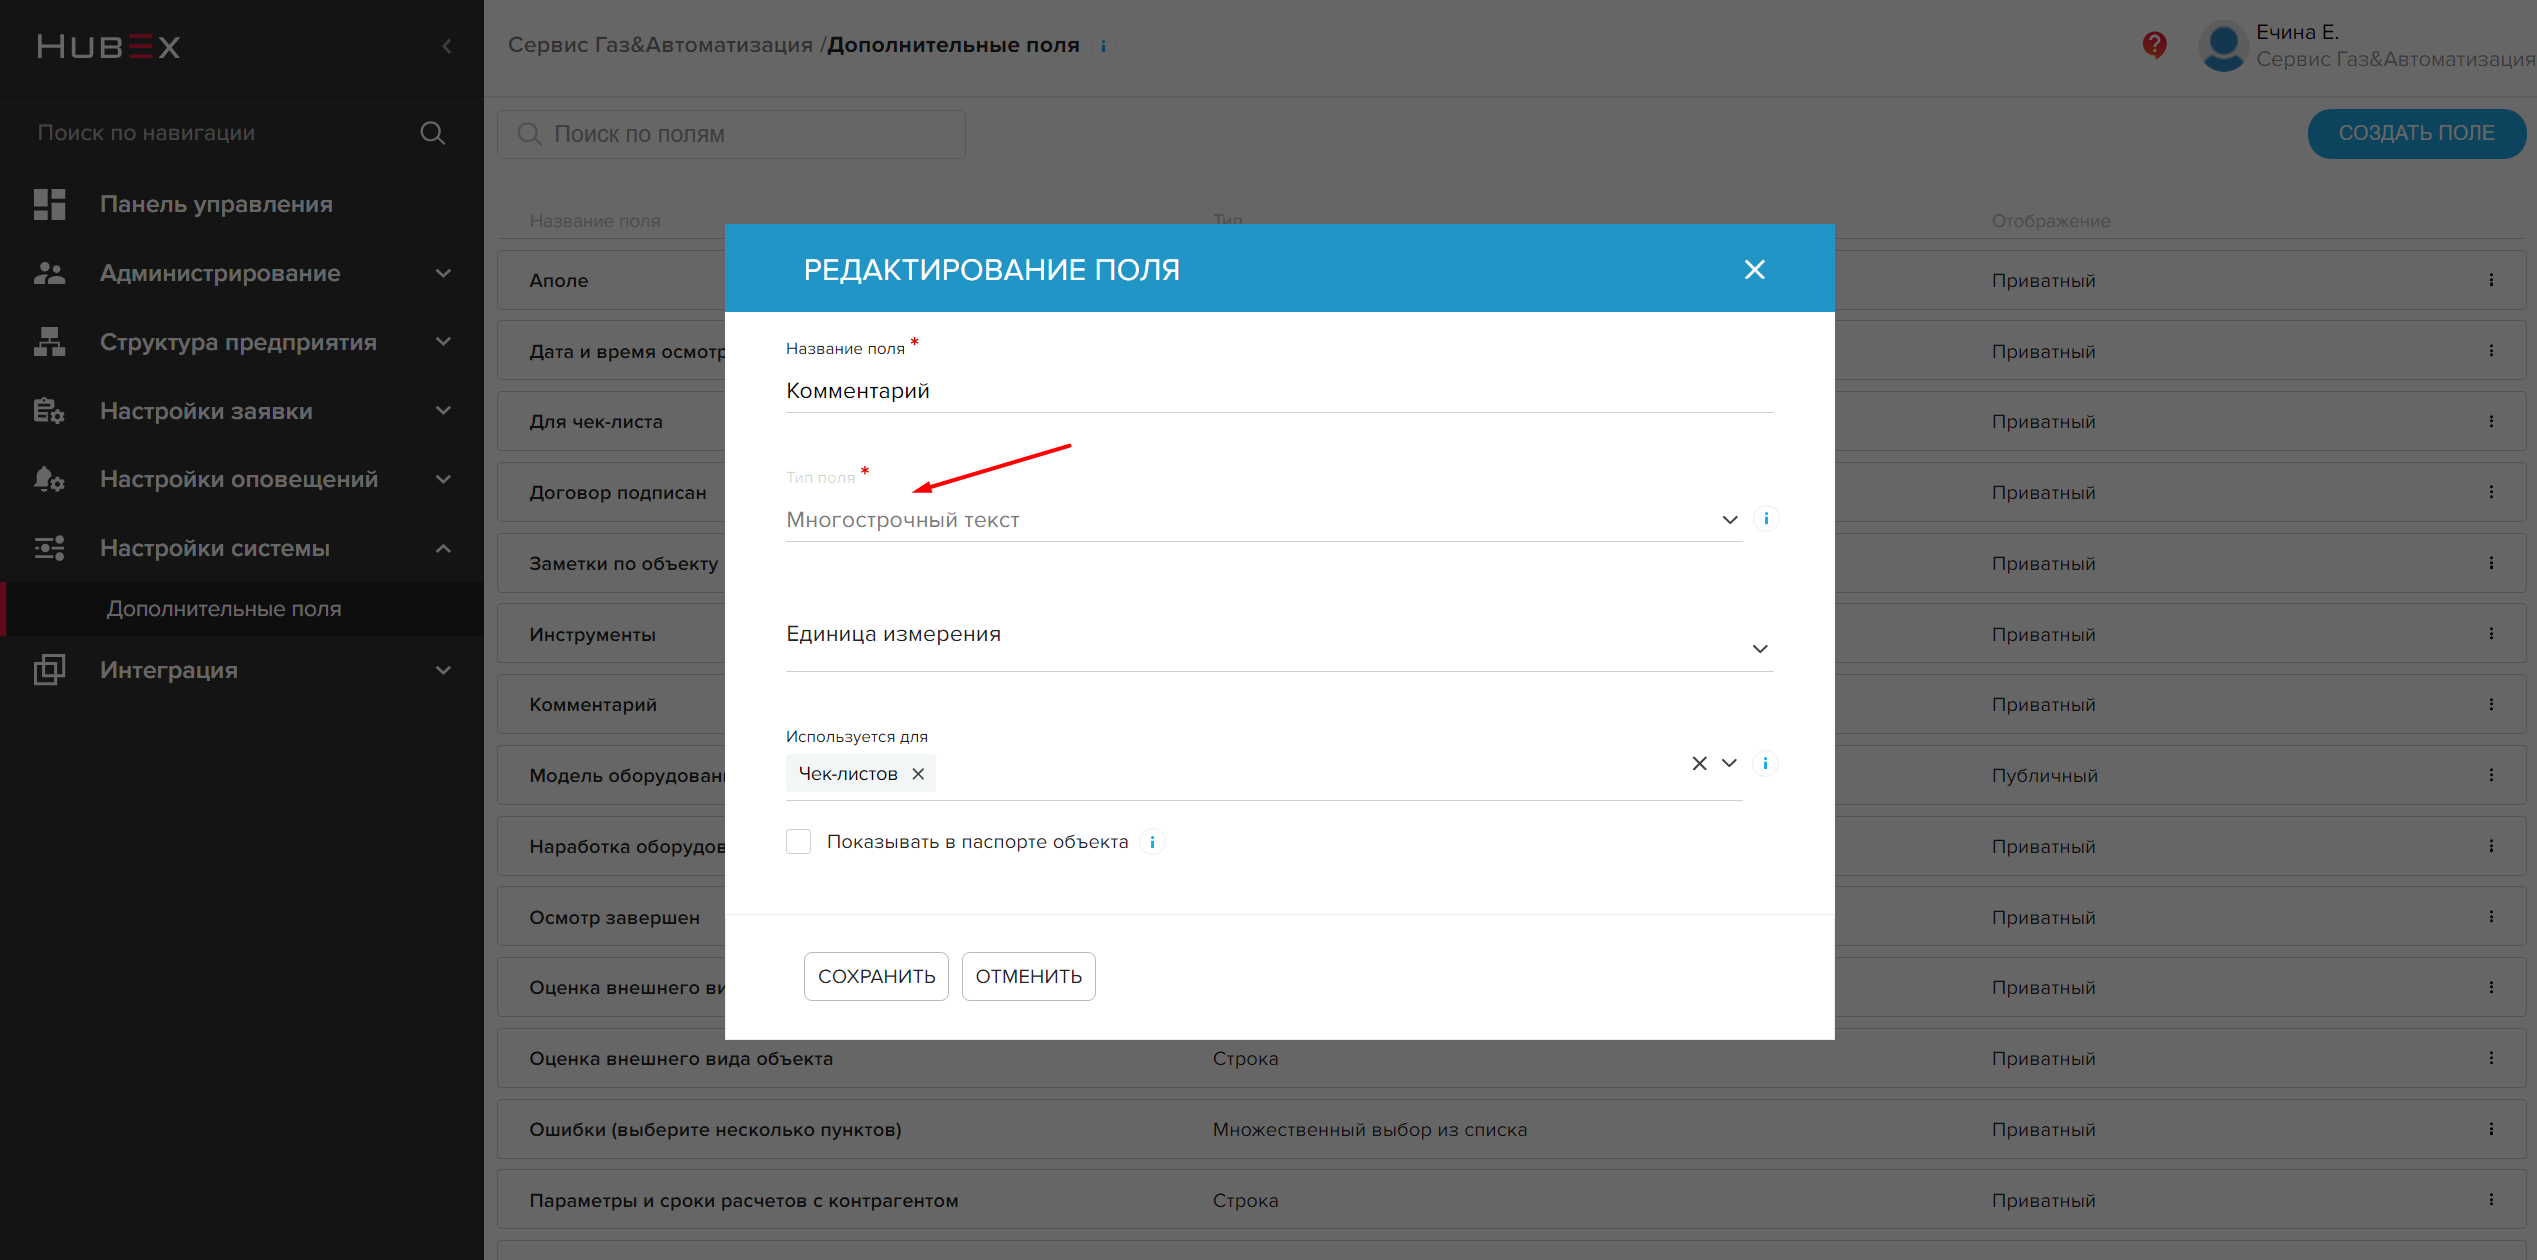 HUBEX
Сервис Газ&Автоматизация /Дополнительные поля
Ечина Е.
Сервис Газ&Автоматизация
Поиск по навигации
Поиск по полям
СОЗДАТЬ ПОЛЕ
Панель управления
Администрирование
Структура предприятия
Настройки заявки
Настройки оповещений
Настройки системы
Дополнительные поля
Интеграция
Название поля
Тип
Отображение
Аполе
Приватный
Дата и время осмотр
Приватный
Для чек-листа
Приватный
Договор подписан
Приватный
Заметки по объекту
Приватный
Инструменты
Приватный
Комментарий
Приватный
Модель оборудован
Публичный
Наработка оборудов
Приватный
Осмотр завершен
Приватный
Оценка внешнего ви
Приватный
Оценка внешнего вида объекта
Строка
Приватный
Ошибки (выберите несколько пунктов)
Множественный выбор из списка
Приватный
Параметры и сроки расчетов с контрагентом
Строка
Приватный
РЕДАКТИРОВАНИЕ ПОЛЯ
Название поля *
Комментарий
Тип поля *
Многострочный текст
Единица измерения
Используется для
Чек-листов
Показывать в паспорте объекта
СОХРАНИТЬ
ОТМЕНИТЬ